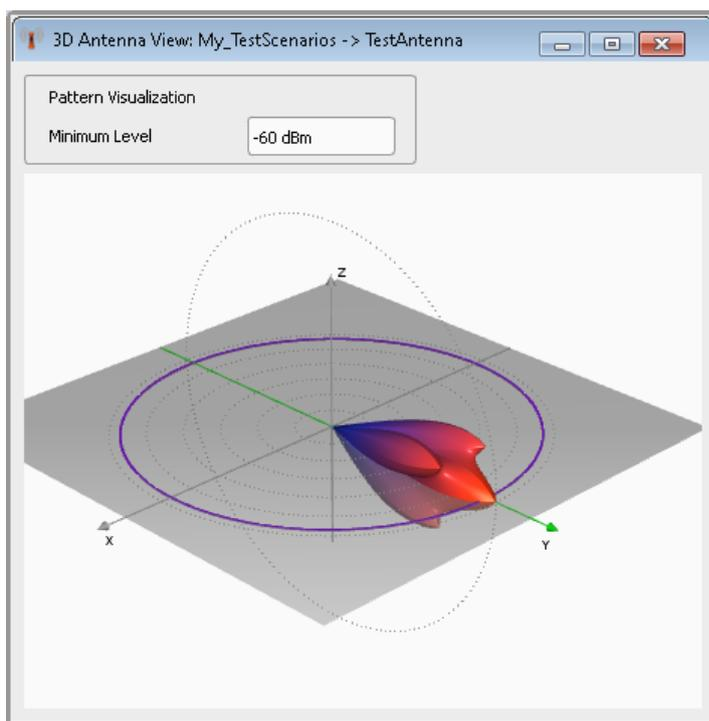 3D Antenna View: My_TestScenarios -> TestAntenna
Pattern Visualization
Minimum Level -60 dBm
Z
X
Y